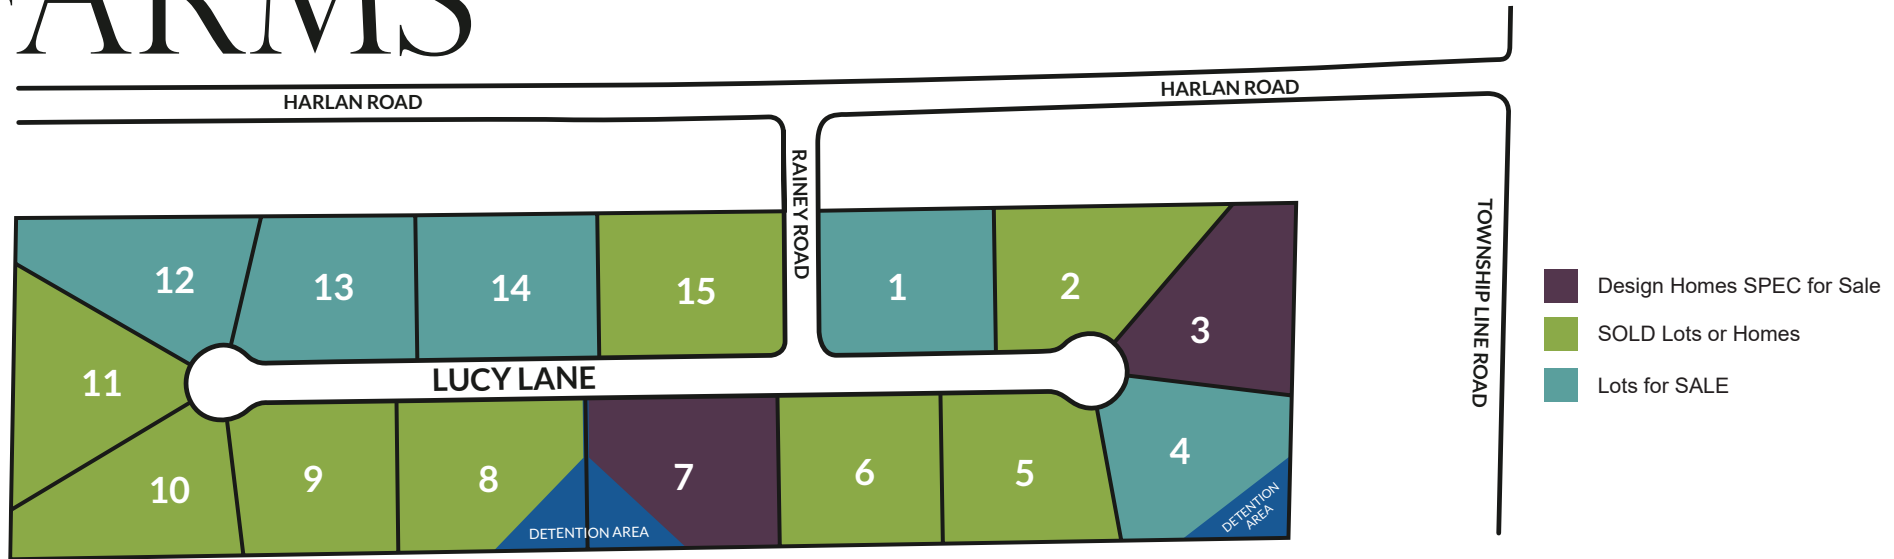 ARMS
HARLAN ROAD
HARLAN ROAD
RAINEY ROAD
TOWNSHIP LINE ROAD
12
13
14
15
1
2
3
11
LUCY LANE
10
9
8
7
6
5
4
DETENTION AREA
DETENTION
AREA
Design Homes SPEC for Sale
SOLD Lots or Homes
Lots for SALE